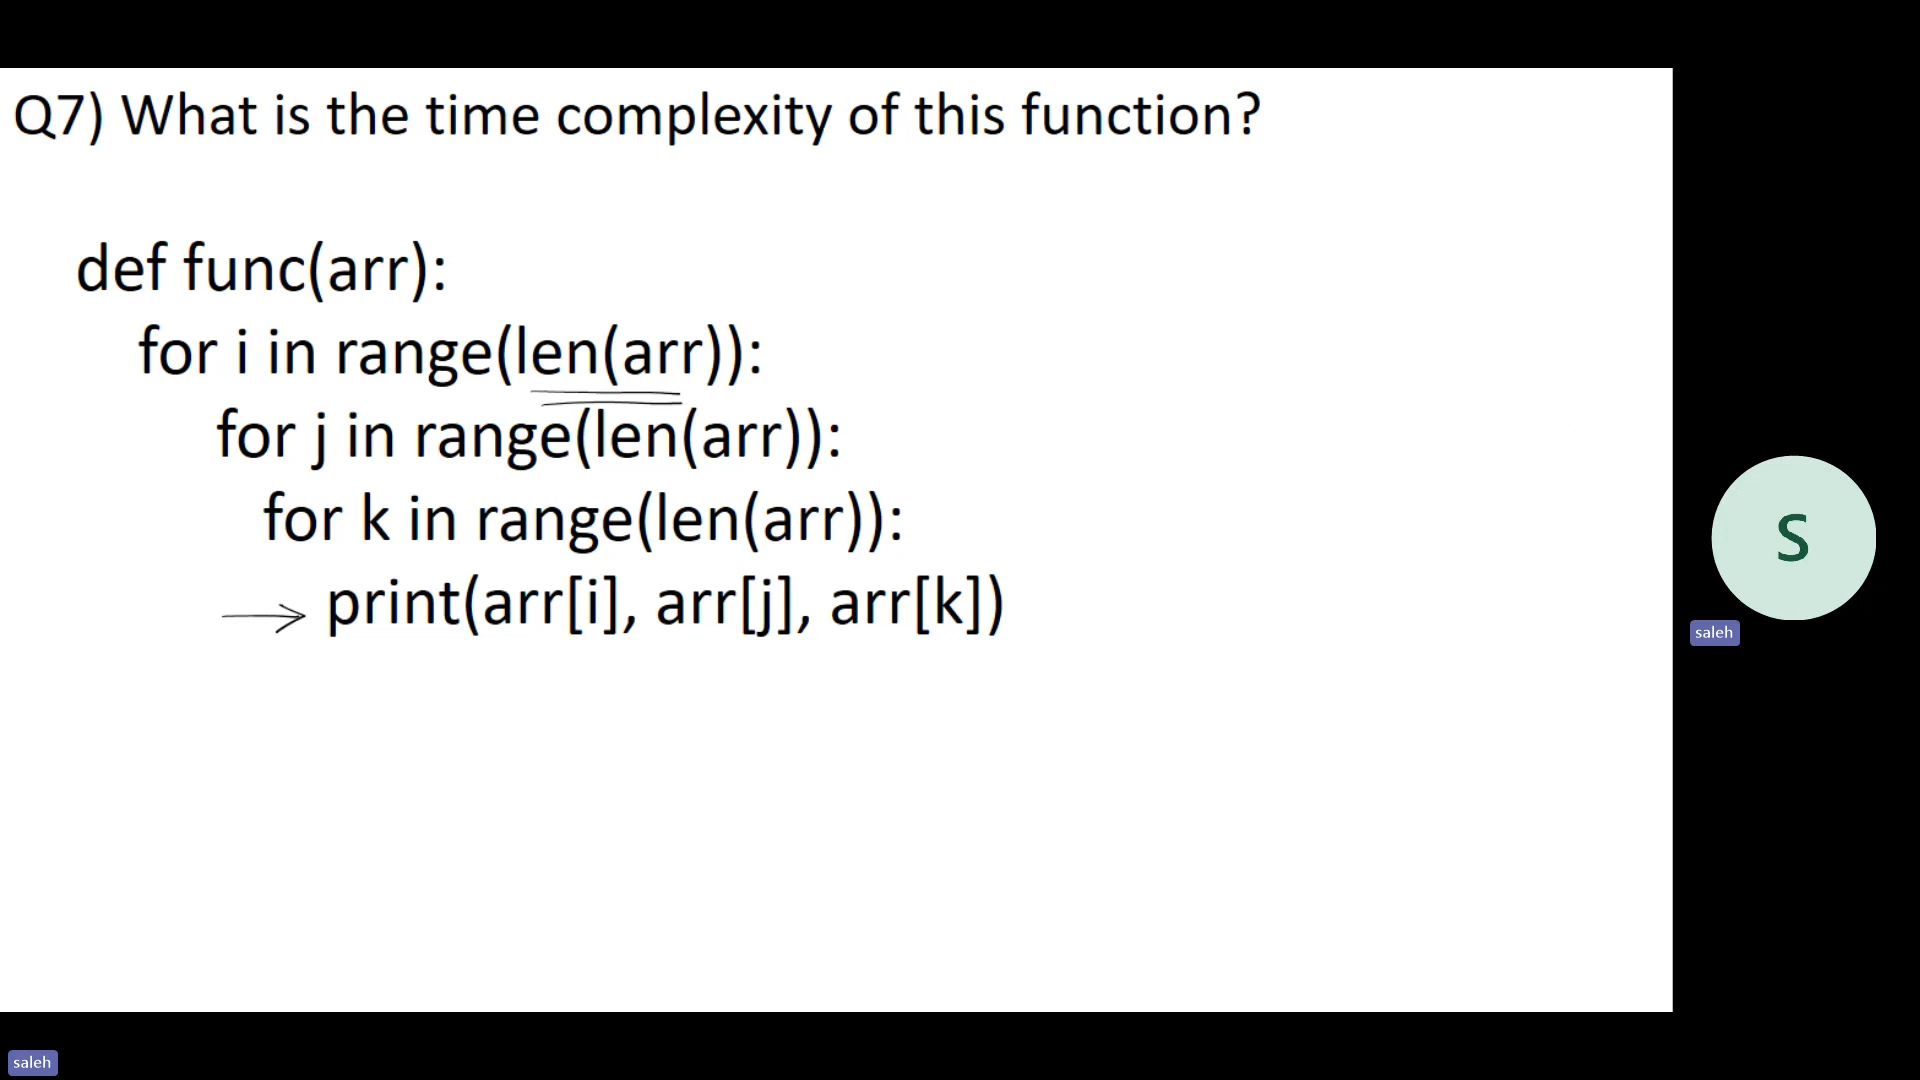 Q7) What is the time complexity of this function?
def func(arr):
for i in range(len(arr)):
for j in range(len(arr)):
for k in range(len(arr)):
print(arr[i], arr[j], arr[k])
S
saleh
saleh